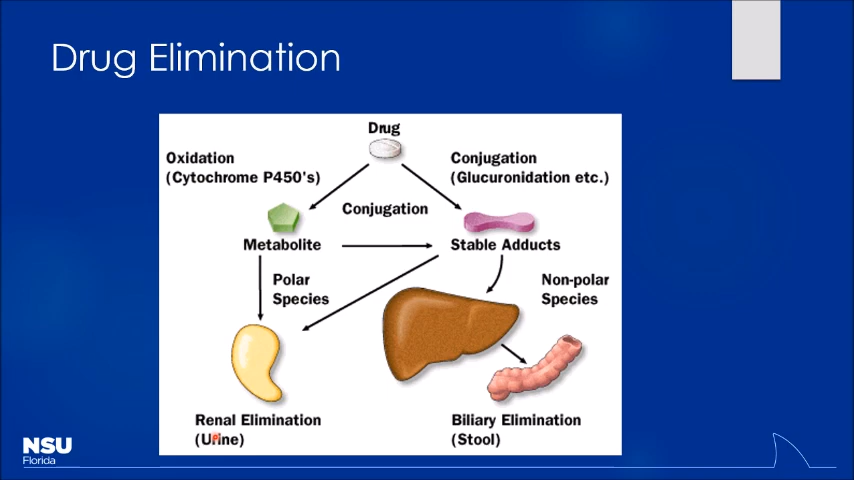 Drug Elimination
Drug
Oxidation
(Cytochrome P450's)
Conjugation
(Glucuronidation etc.)
Conjugation
Metabolite
Stable Adducts
Polar
Species
Non-polar
Species
Renal Elimination
(Urine)
Biliary Elimination
(Stool)
NSU
Florida